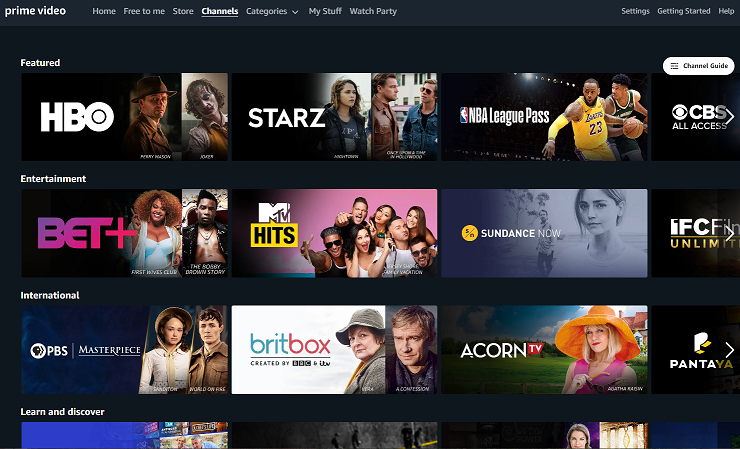 prime video Home Free to me Store Channels Categories My Stuff Watch Party Settings Getting Started Help
Featured
Channel Guide
HBO
PERRY MASON
JOKER
STARZ
HIGHTOWN
ONCE UPON A TIME
IN HOLLYWOOD
NBA League Pass
LAKERS
23
CBS
ALL ACCESS
Entertainment
BET+
FIRST WIVES CLUB
THE BOBBY
BROWN STORY
MTV
HITS
JERSEY SHORE
FAMILY VACATION
S/n SUNDANCE NOW
IFC Fil
UNLIMIT
International
PBS MASTERPIECE
SANDITON
WORLD ON FIRE
britbox
CREATED BY BBC & itv
VERA
A CONFESSION
ACORN TV
AGATHA RAISIN
PANTAYA
Learn and discover